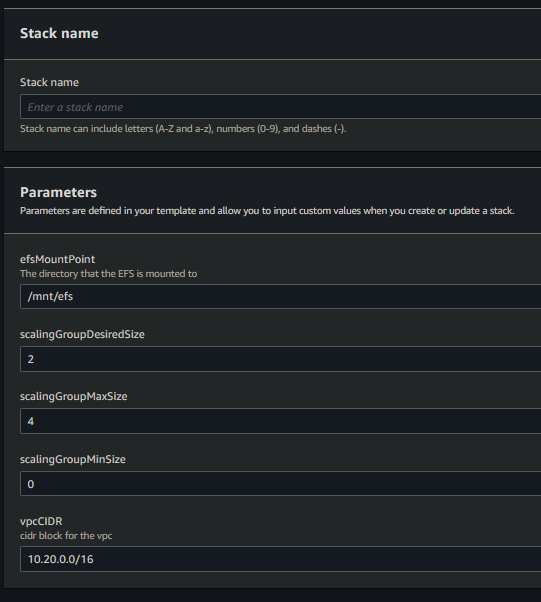 Stack name
Stack name
Enter a stack name
Stack name can include letters (A-Z and a-z), numbers (0-9), and dashes (-).
Parameters
Parameters are defined in your template and allow you to input custom values when you create or update a stack.
efsMountPoint
The directory that the EFS is mounted to
/mnt/efs
scalingGroupDesiredSize
2
scalingGroupMaxSize
4
scalingGroupMinSize
0
vpcCIDR
cidr block for the vpc
10.20.0.0/16